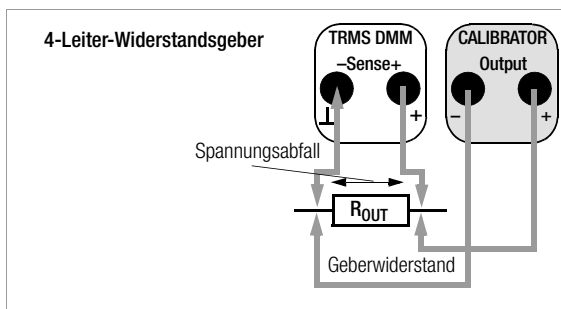 4-Leiter-Widerstandsgeber
TRMS DMM
–Sense+
⊥ +
CALIBRATOR
Output
– +
Spannungsabfall
R_OUT
Geberwiderstand